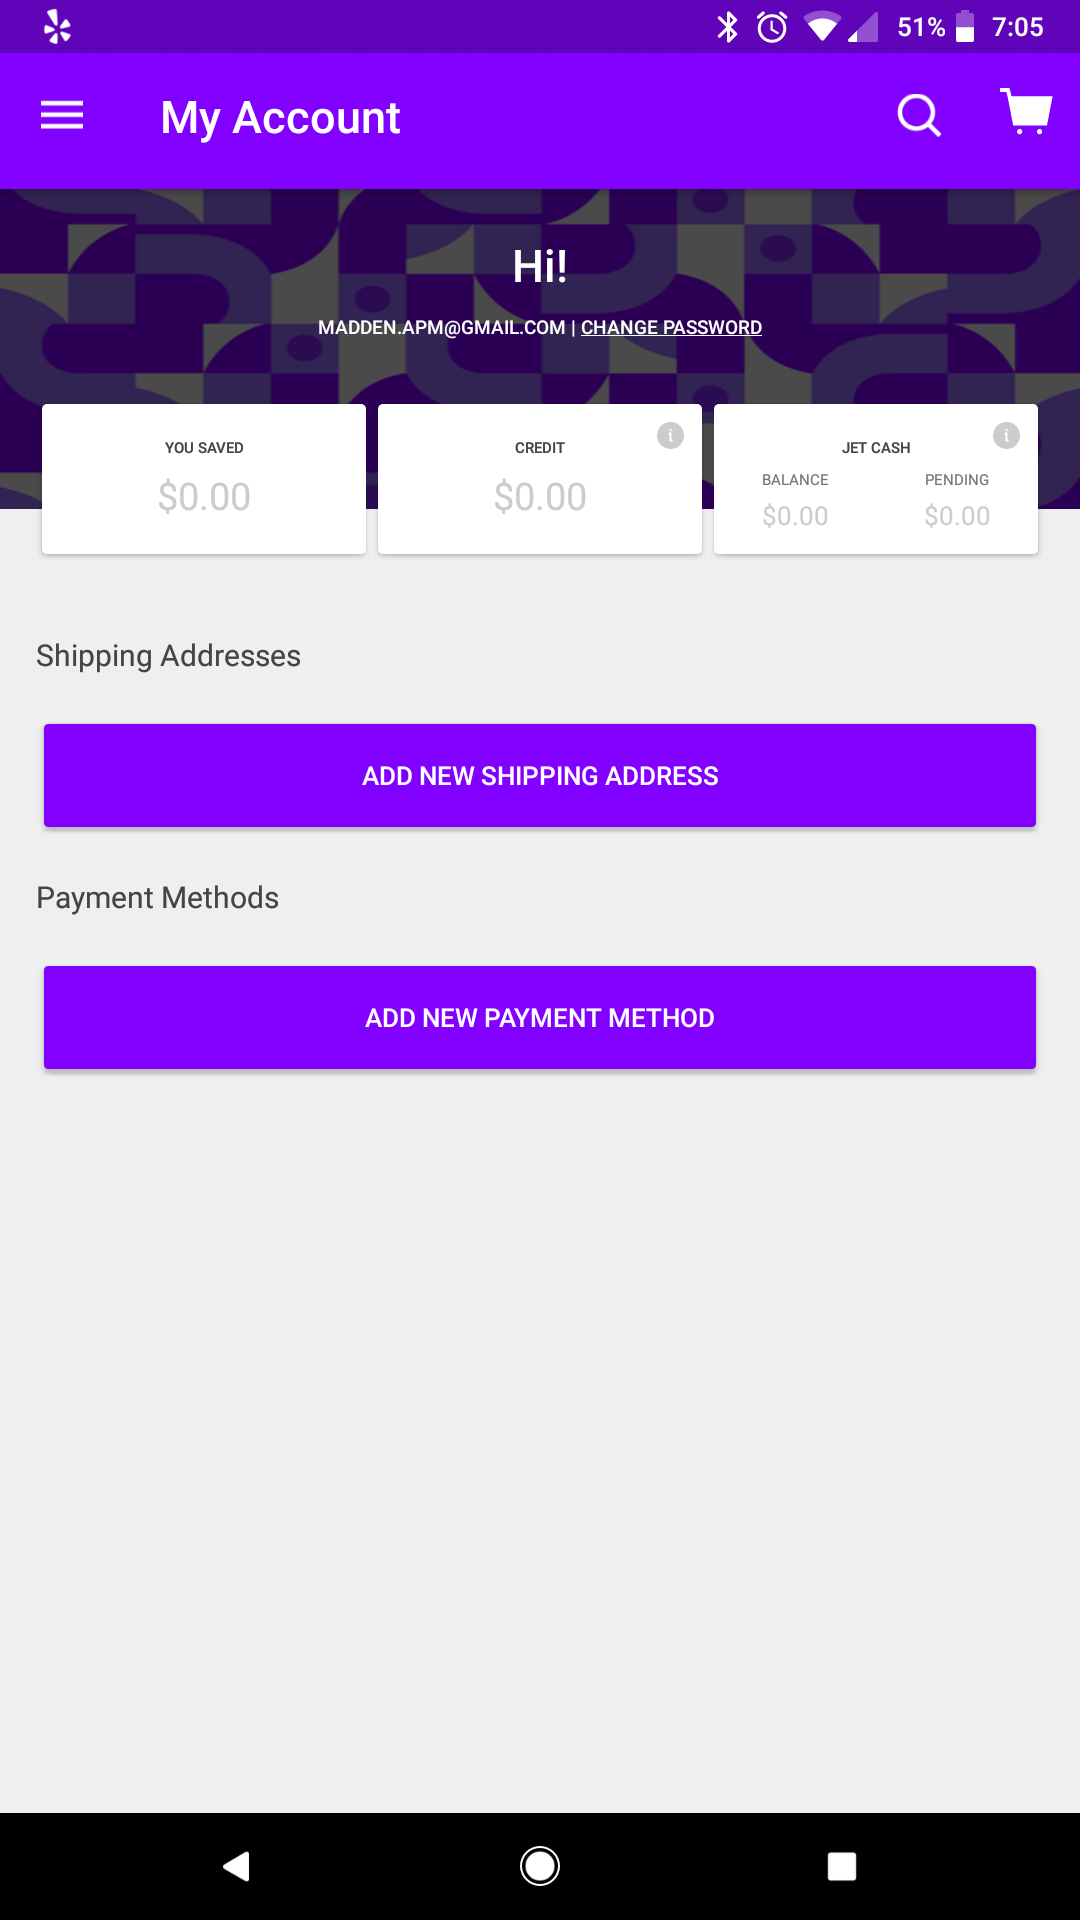 51% 7:05
My Account
Hi!
MADDEN.APM@GMAIL.COM | CHANGE PASSWORD
YOU SAVED
$0.00
CREDIT
$0.00
JET CASH
BALANCE PENDING
$0.00 $0.00
Shipping Addresses
ADD NEW SHIPPING ADDRESS
Payment Methods
ADD NEW PAYMENT METHOD